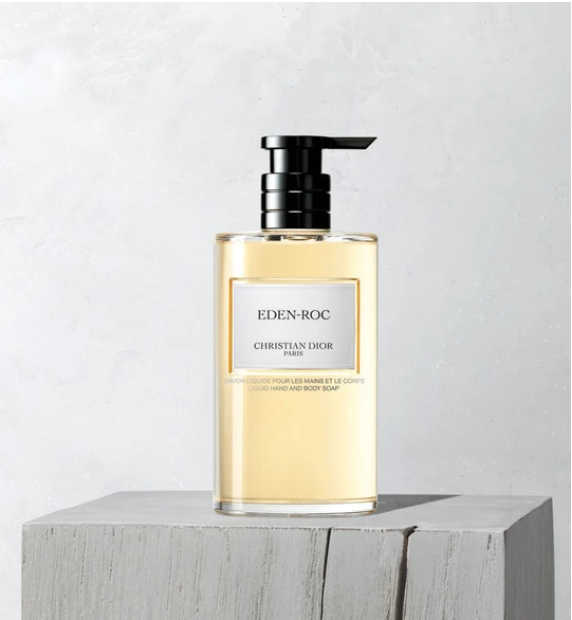 EDEN-ROC
CHRISTIAN DIOR
PARIS
SAVON LIQUIDE POUR LES MAINS ET LE CORPS
LIQUID HAND AND BODY SOAP